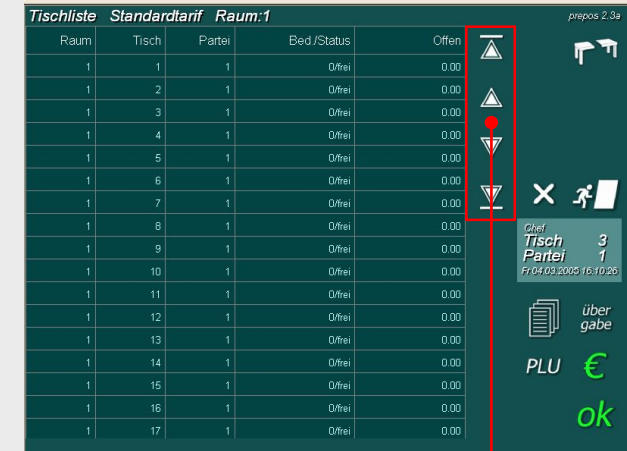 Tischliste Standardtarif Raum:1
prepos 2.3a
Raum Tisch Partei Bed./Status Offen
1 1 1 0/frei 0.00
1 2 1 0/frei 0.00
1 3 1 0/frei 0.00
1 4 1 0/frei 0.00
1 5 1 0/frei 0.00
1 6 1 0/frei 0.00
1 7 1 0/frei 0.00
1 8 1 0/frei 0.00
1 9 1 0/frei 0.00
1 10 1 0/frei 0.00
1 11 1 0/frei 0.00
1 12 1 0/frei 0.00
1 13 1 0/frei 0.00
1 14 1 0/frei 0.00
1 15 1 0/frei 0.00
1 16 1 0/frei 0.00
1 17 1 0/frei 0.00
Chef
Tisch 3
Partei 1
Fr.04.03.2005 16:10:26
über
gabe
PLU €
ok